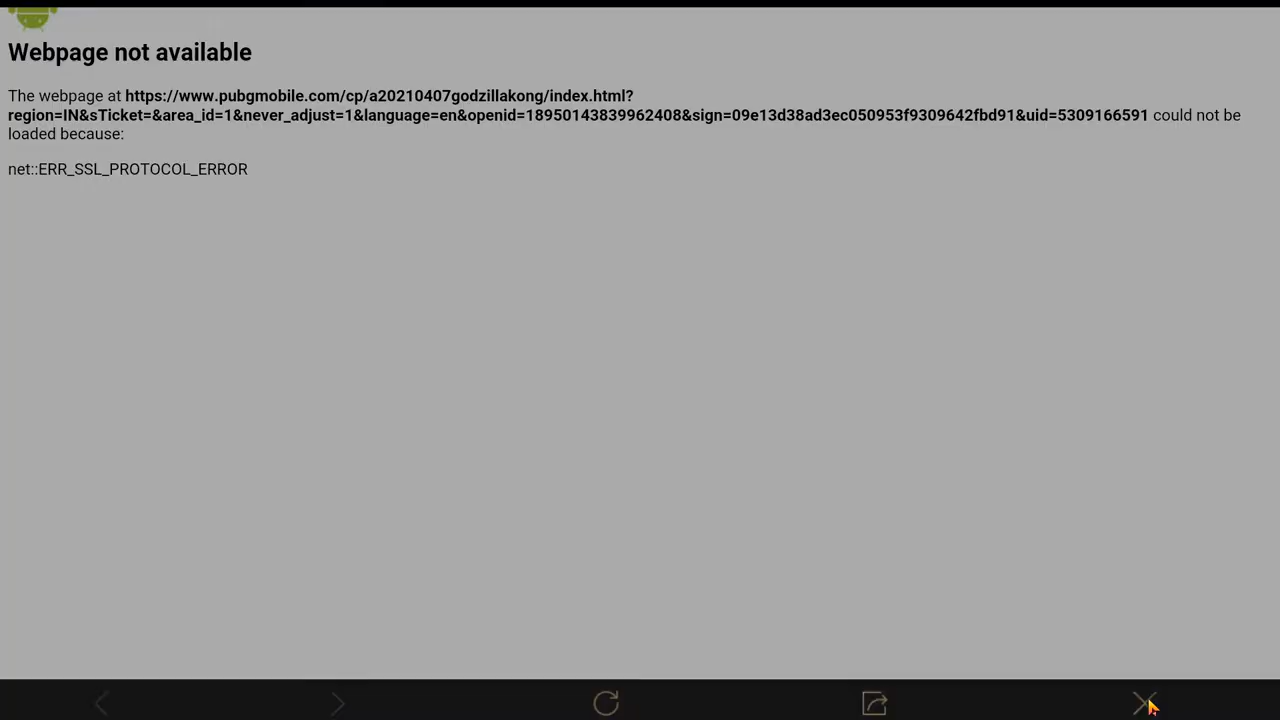 Webpage not available
The webpage at https://www.pubgmobile.com/cp/a20210407godzillakong/index.html?
region=IN&sTicket=&area_id=1&never_adjust=1&language=en&openid=18950143839962408&sign=09e13d38ad3ec050953f9309642fbd91&uid=5309166591 could not be
loaded because:
net::ERR_SSL_PROTOCOL_ERROR